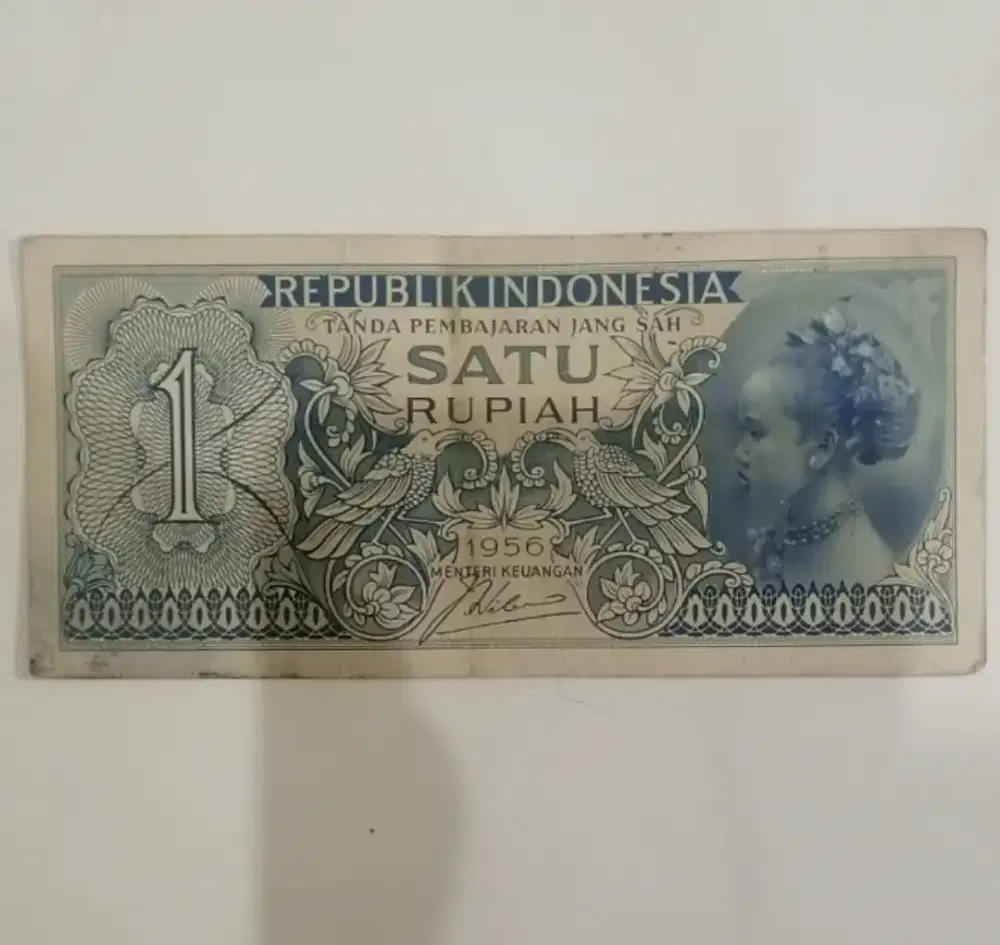 REPUBLIK INDONESIA
TANDA PEMBAJARAN JANG SAH
SATU
RUPIAH
1
1956
MENTERI KEUANGAN